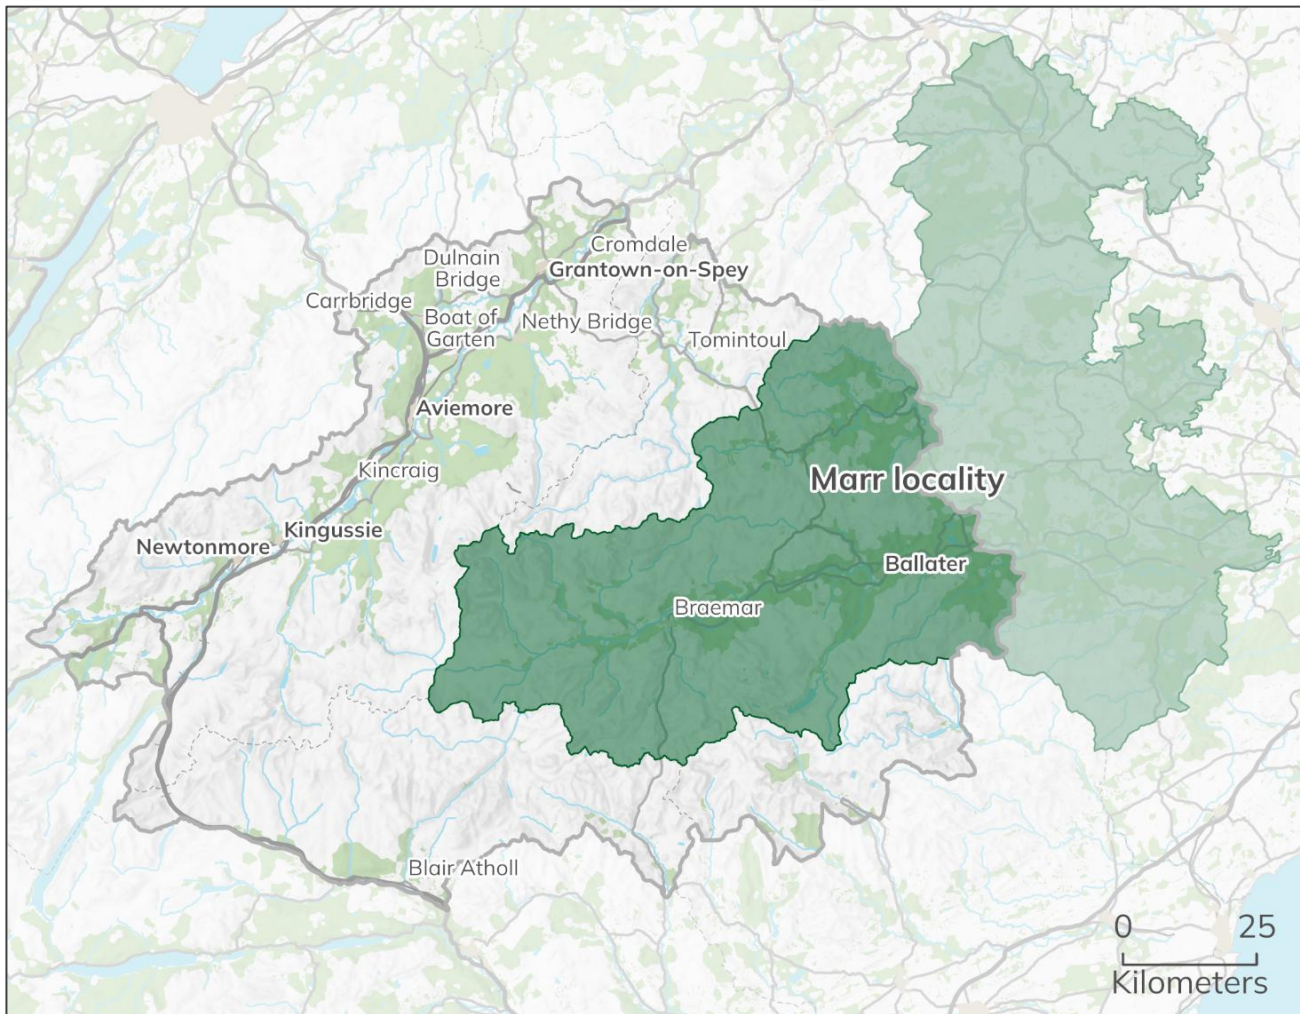 Cromdale
Dulnain
Bridge
Grantown-on-Spey
Carrbridge
Boat of
Garten
Nethy Bridge
Tomintoul
Aviemore
Kincraig
Marr locality
Kingussie
Newtonmore
Ballater
Braemar
Blair Atholl
0 25
Kilometers